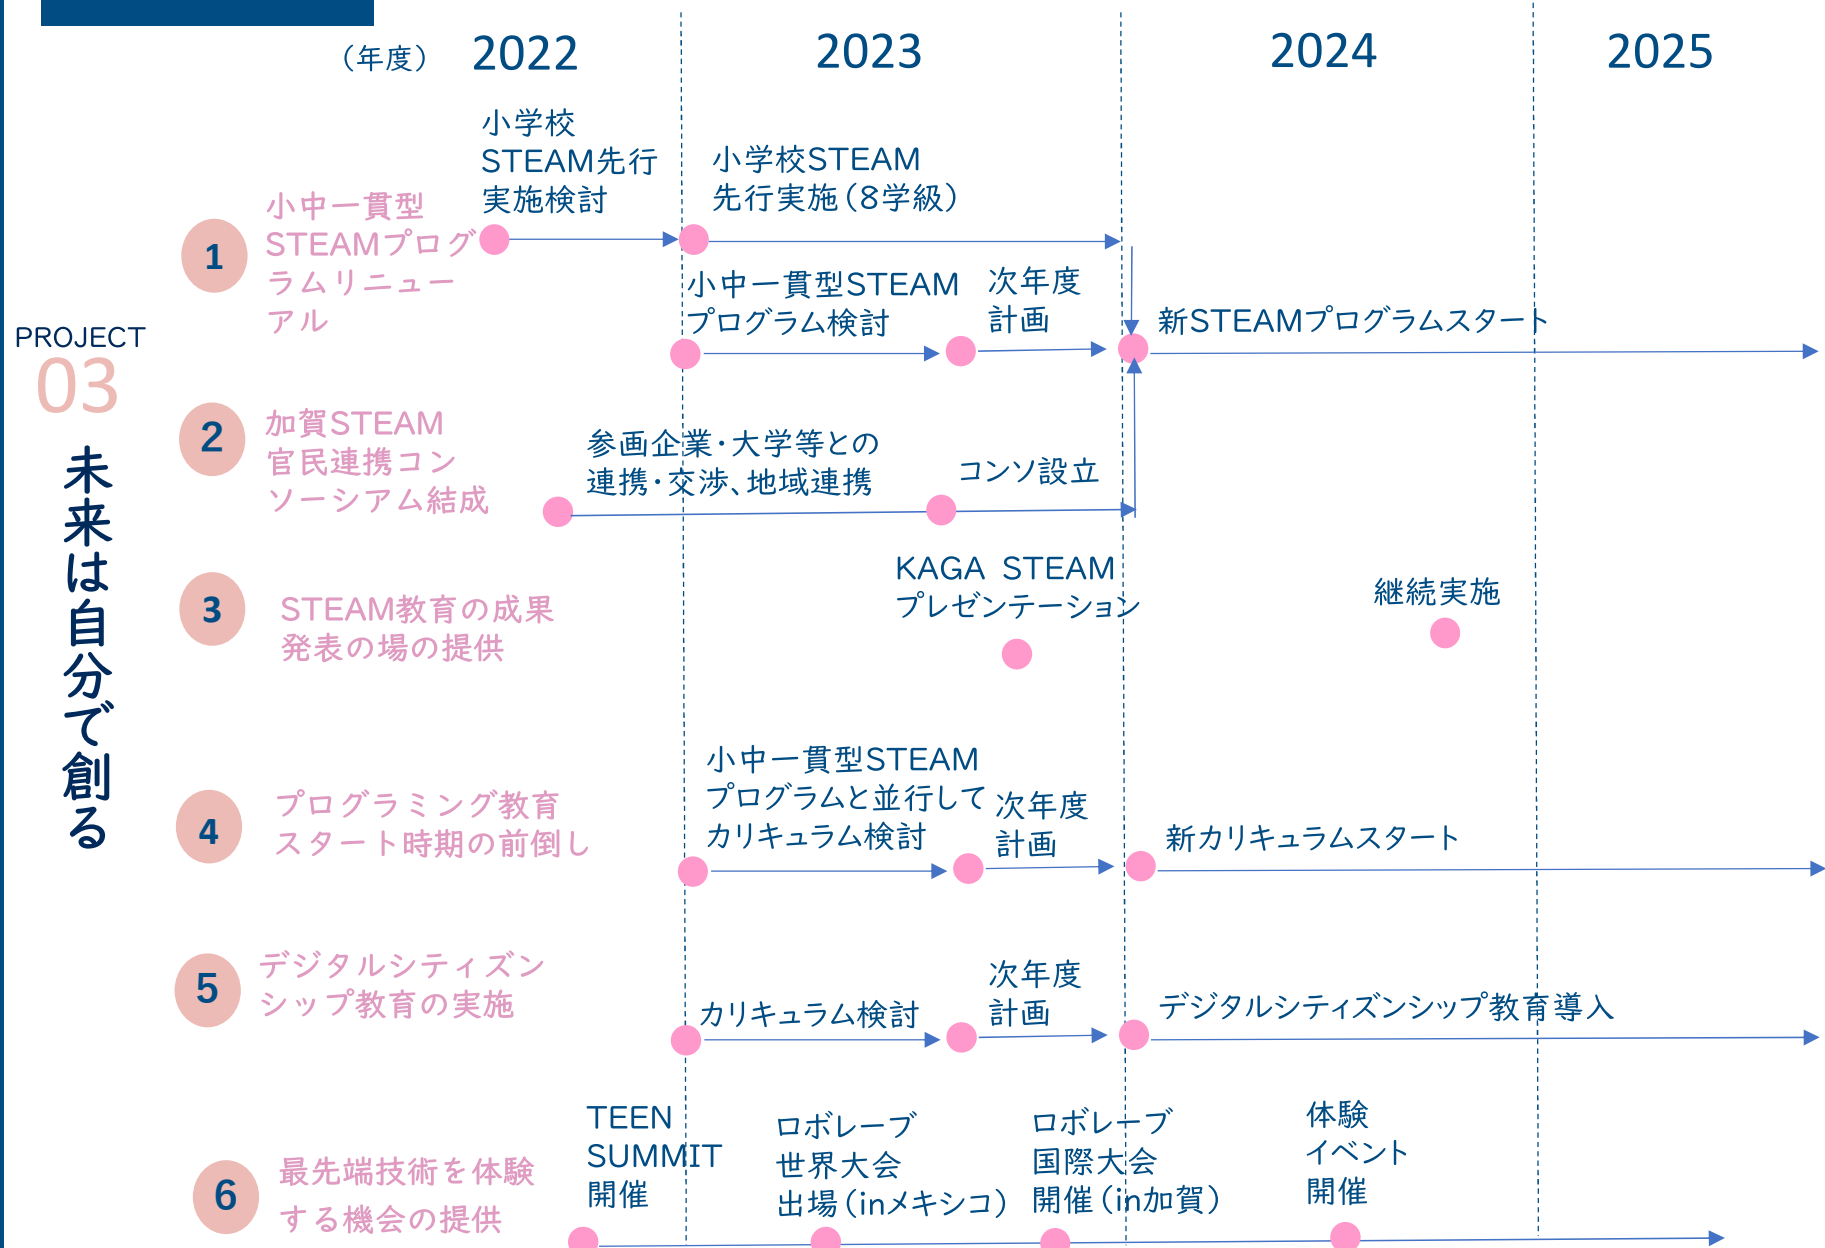 （年度） 2022 2023 2024 2025
PROJECT
03
未来は自分で創る
1
小中一貫型
STEAMプログ
ラムリニュー
アル
小学校
STEAM先行
実施検討
小学校STEAM
先行実施（8学級）
小中一貫型STEAM
プログラム検討
次年度
計画
新STEAMプログラムスタート
2
加賀STEAM
官民連携コン
ソーシアム結成
参画企業・大学等との
連携・交渉、地域連携
コンソ設立
3
STEAM教育の成果
発表の場の提供
KAGA STEAM
プレゼンテーション
継続実施
4
プログラミング教育
スタート時期の前倒し
小中一貫型STEAM
プログラムと並行して
カリキュラム検討
次年度
計画
新カリキュラムスタート
5
デジタルシティズン
シップ教育の実施
カリキュラム検討
次年度
計画
デジタルシティズンシップ教育導入
6
最先端技術を体験
する機会の提供
TEEN
SUMMIT
開催
ロボレーブ
世界大会
出場（inメキシコ）
ロボレーブ
国際大会
開催（in加賀）
体験
イベント
開催